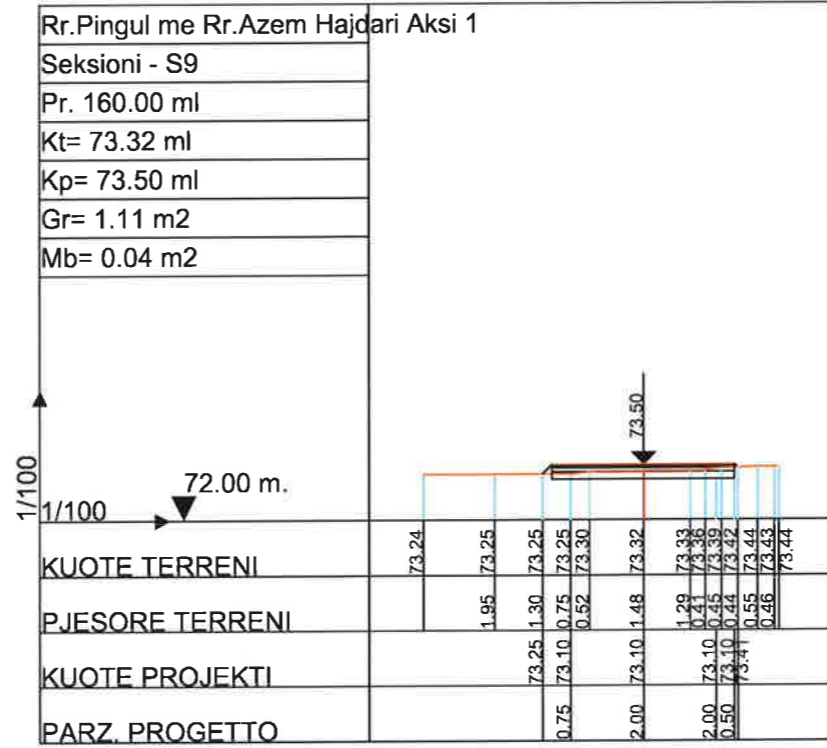 Rr.Pingul me Rr.Azem Hajdari Aksi 1
Seksioni - S9
Pr. 160.00 ml
Kt= 73.32 ml
Kp= 73.50 ml
Gr= 1.11 m2
Mb= 0.04 m2
73.50
1/100
72.00 m.
1/100
KUOTE TERRENI 73.24 73.25 73.25 73.25 73.30 73.32 73.33 73.36 73.39 73.42 73.44 73.43 73.44
PJESORE TERRENI 1.95 1.30 0.75 0.52 1.48 1.29 0.41 0.45 0.44 0.55 0.46
KUOTE PROJEKTI 73.25 73.10 73.10 73.10 73.10 73.41
PARZ. PROGETTO 0.75 2.00 2.00 0.50